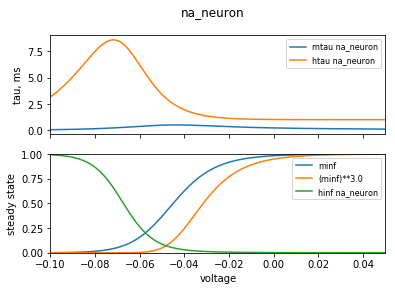 na_neuron
tau, ms
7.5
5.0
2.5
0.0
mtau na_neuron
htau na_neuron
steady state
1.00
0.75
0.50
0.25
0.00
minf
(minf)**3.0
hinf na_neuron
−0.10 −0.08 −0.06 −0.04 −0.02 0.00 0.02 0.04
voltage